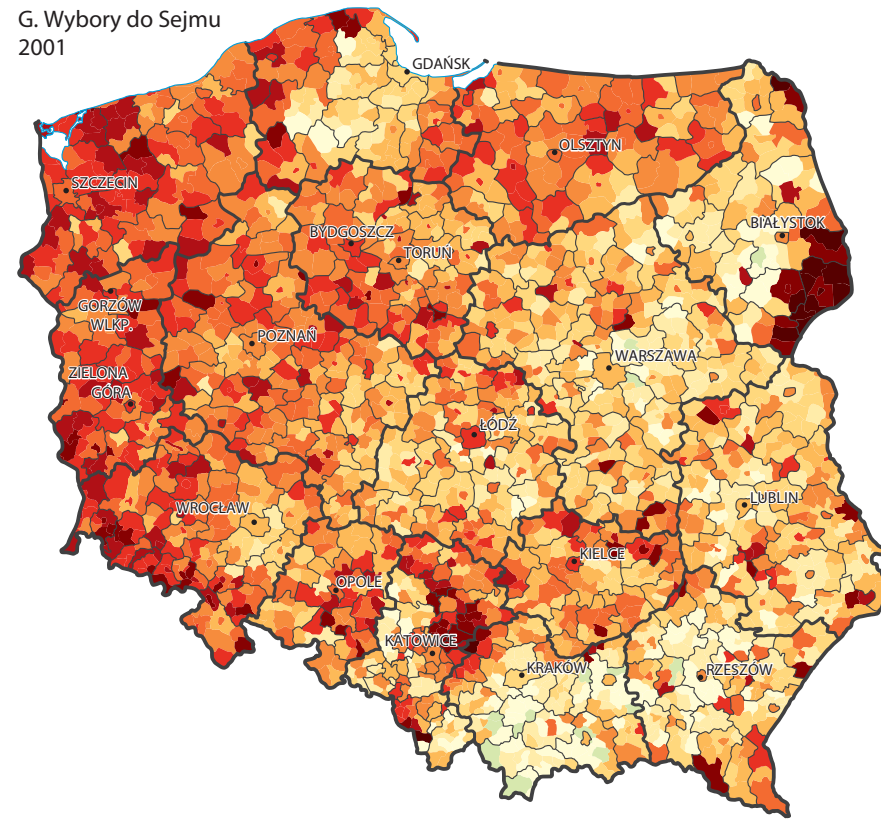 G. Wybory do Sejmu
2001
GDAŃSK
OLSZTYN
SZCZECIN
BIAŁYSTOK
BYDGOSZCZ
TORUŃ
GORZÓW
WLKP.
POZNAŃ
WARSZAWA
ZIELONA
GÓRA
ŁÓDŹ
LUBLIN
WROCŁAW
KIELCE
OPOLE
KATOWICE
KRAKÓW
RZESZÓW